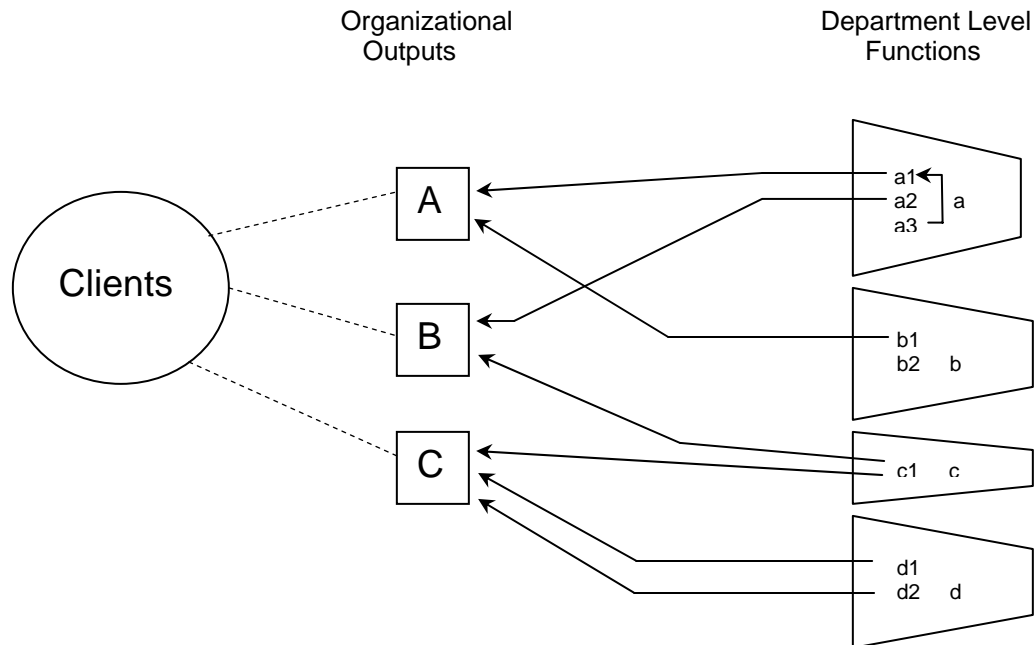 Organizational
Outputs
Department Level
Functions
Clients
A
B
C
a1
a2 a
a3
b1
b2 b
c1 c
d1
d2 d